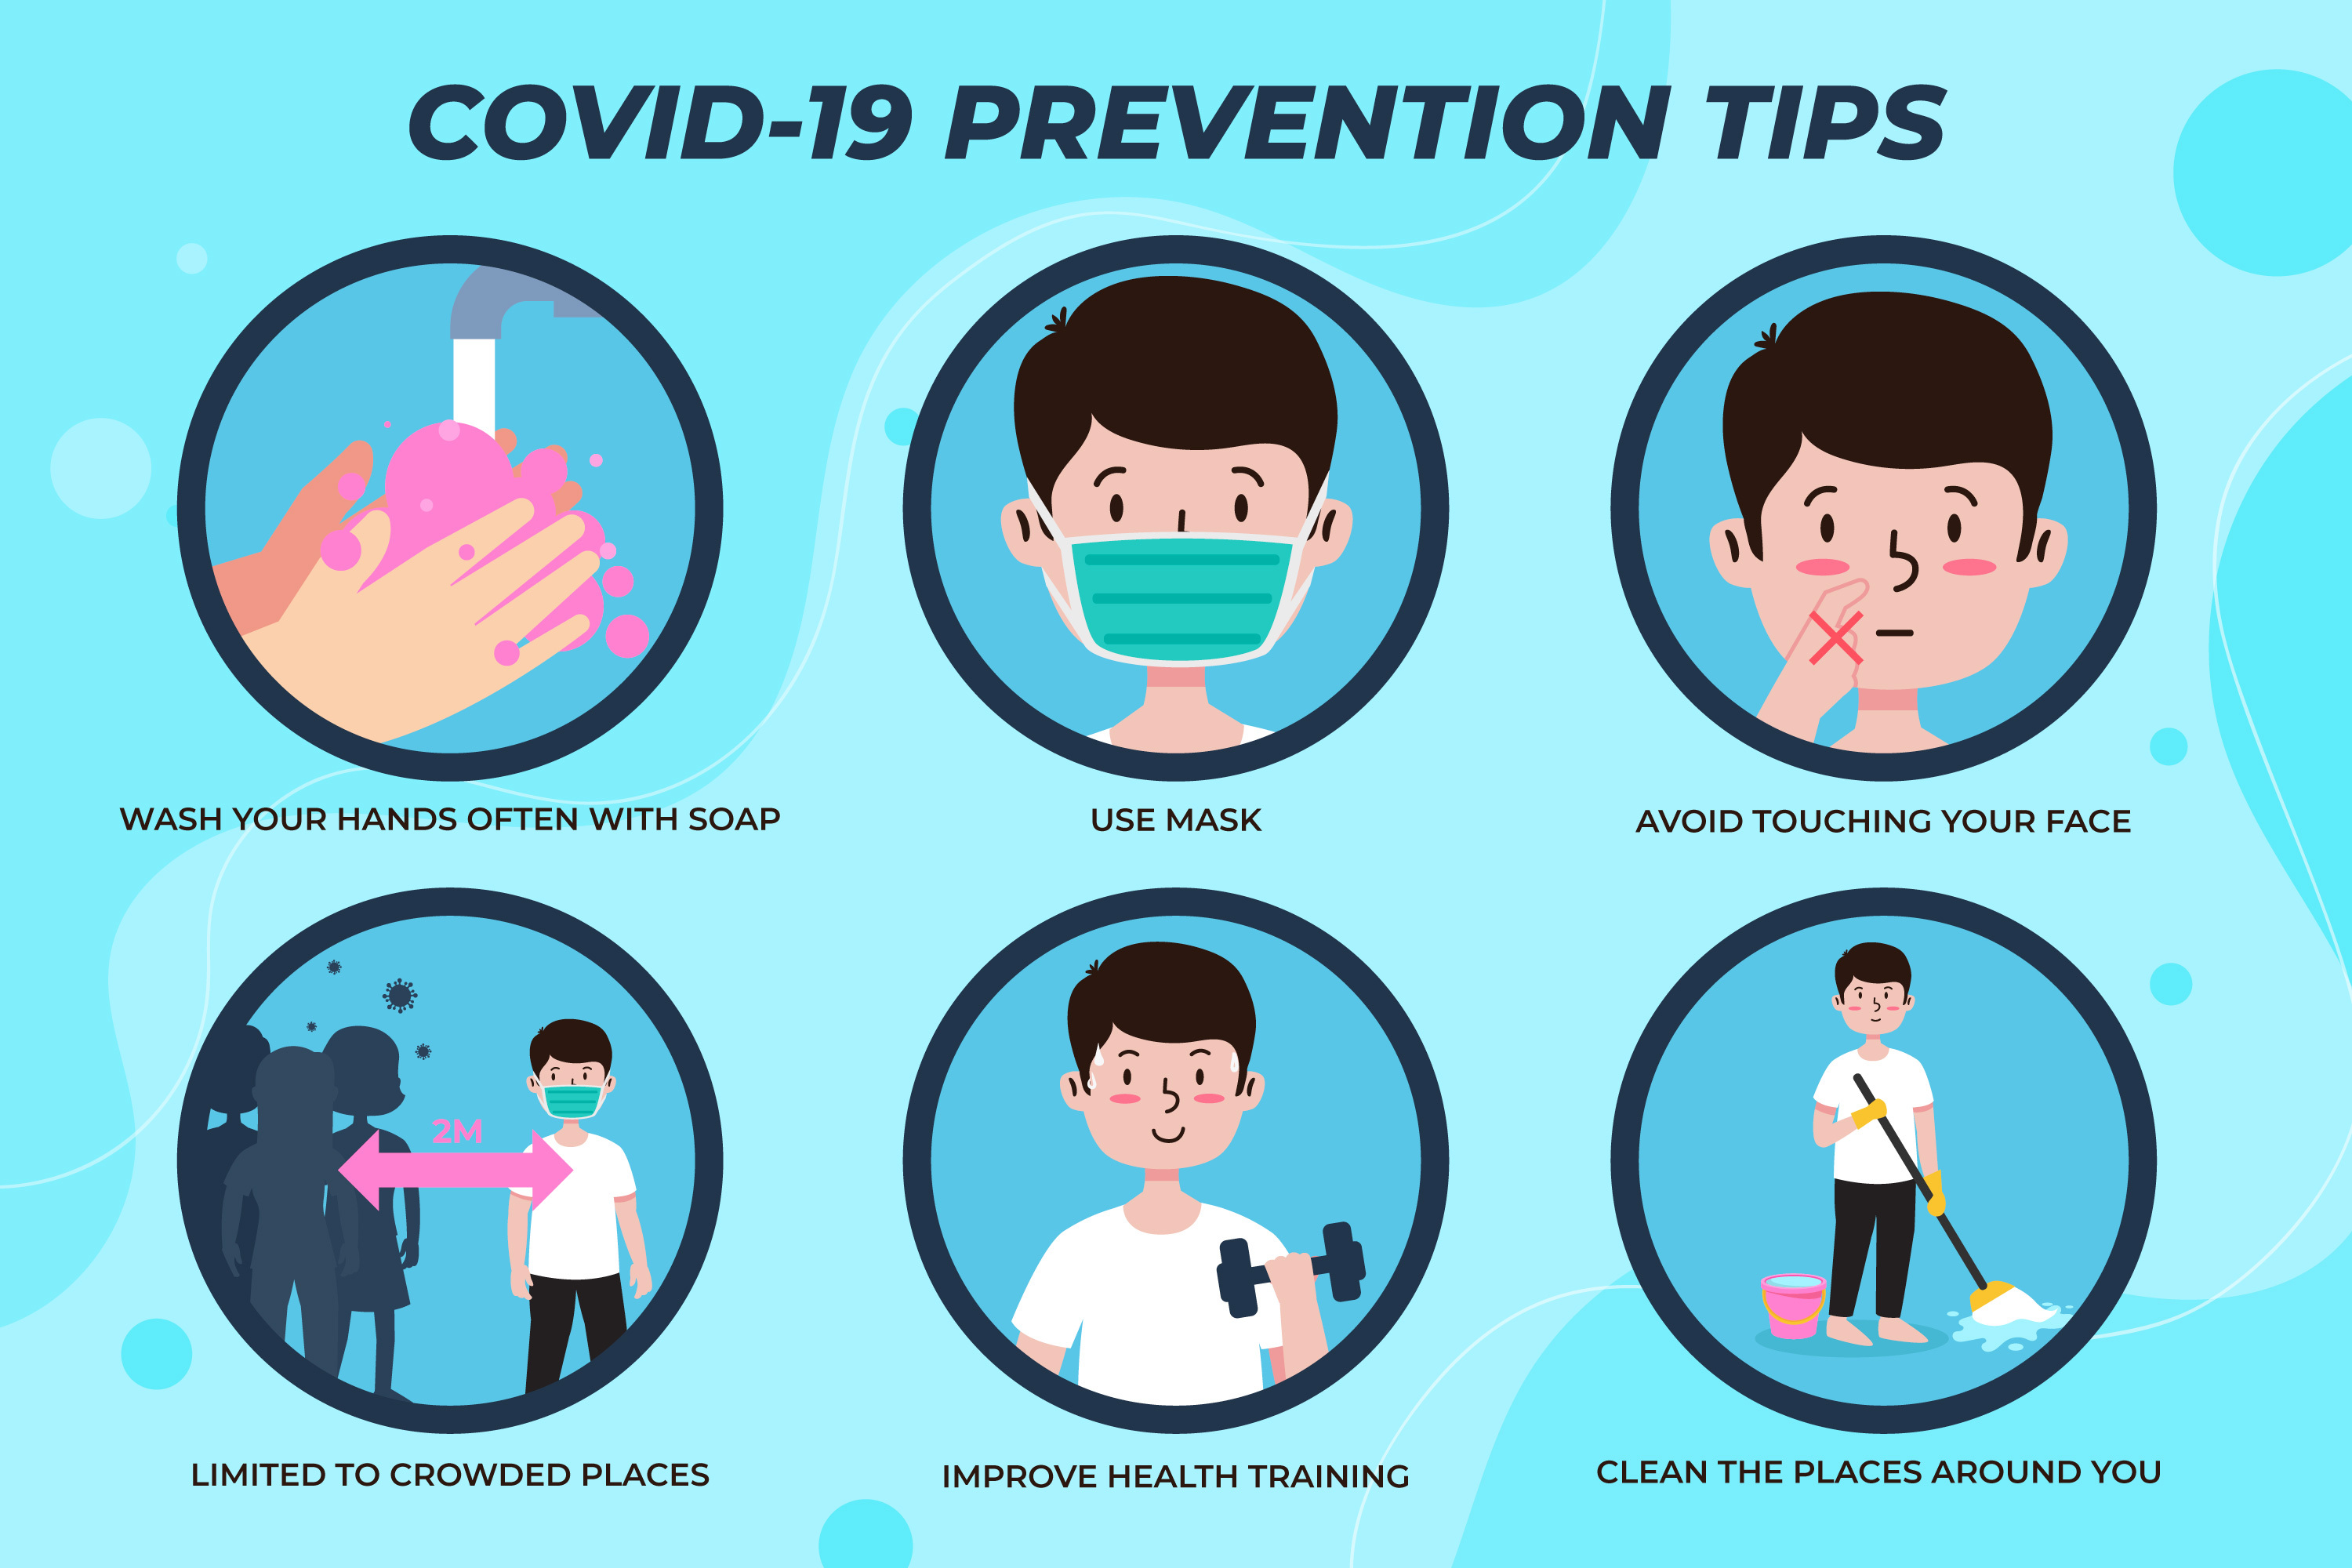 COVID-19 PREVENTION TIPS
WASH YOUR HANDS OFTEN WITH SOAP
USE MASK
AVOID TOUCHING YOUR FACE
2M
LIMITED TO CROWDED PLACES
IMPROVE HEALTH TRAINING
CLEAN THE PLACES AROUND YOU